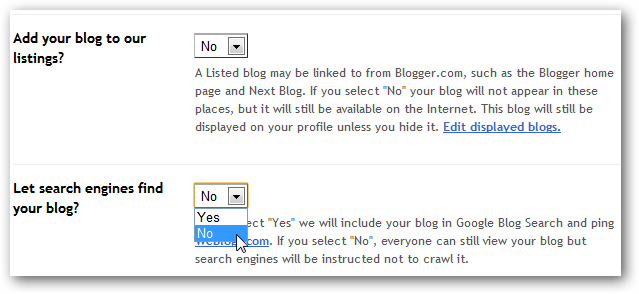 Add your blog to our
listings?
No
A Listed blog may be linked to from Blogger.com, such as the Blogger home
page and Next Blog. If you select "No" your blog will not appear in these
places, but it will still be available on the Internet. This blog will still be
displayed on your profile unless you hide it. Edit displayed blogs.
Let search engines find
your blog?
No
Yes
No
"Yes" we will include your blog in Google Blog Search and ping
. If you select "No", everyone can still view your blog but
search engines will be instructed not to crawl it.